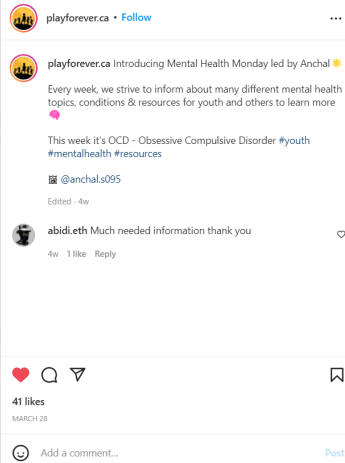 playforever.ca • Follow
playforever.ca Introducing Mental Health Monday led by Anchal🌟
Every week, we strive to inform about many different mental health
topics, conditions & resources for youth and others to learn more
🧠
This week it's OCD - Obsessive Compulsive Disorder #youth
#mentalhealth #resources
🖼 @anchal.s095
Edited · 4w
abidi.eth Much needed information thank you
4w 1 like Reply
41 likes
MARCH 28
Add a comment...
Post